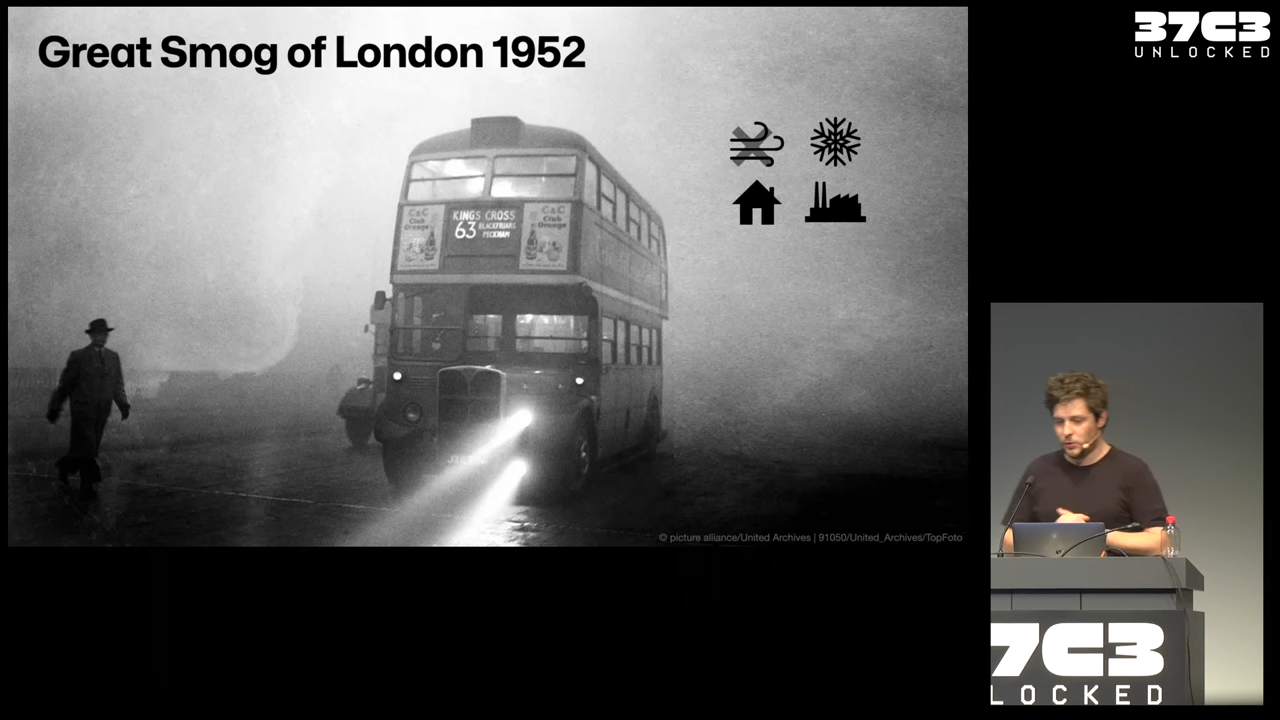 Great Smog of London 1952
37C3
UNLOCKED
C&C
Club
Orange
KINGS CROSS
63 BLACKFRIARS
PECKHAM
C&C
Club
Orange
© picture alliance/United Archives | 91050/United_Archives/TopFoto
7C3
LOCKED